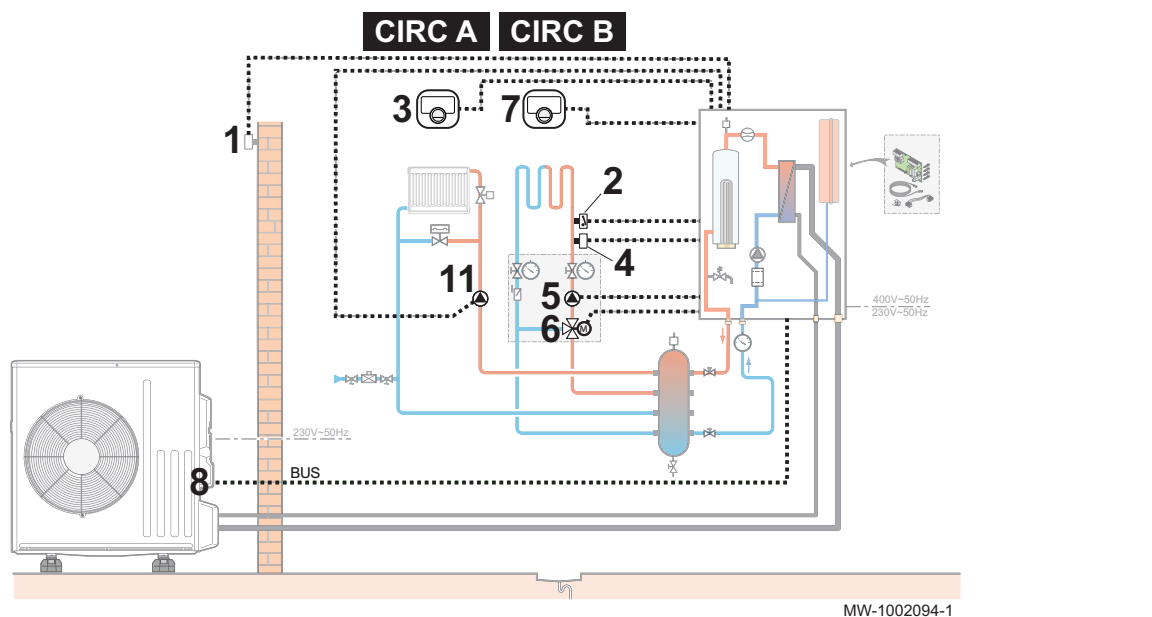 CIRC A
CIRC B
3
7
1
2
4
11
5
6
M
400V~50Hz
230V~50Hz
230V~50Hz
8
BUS
MW-1002094-1